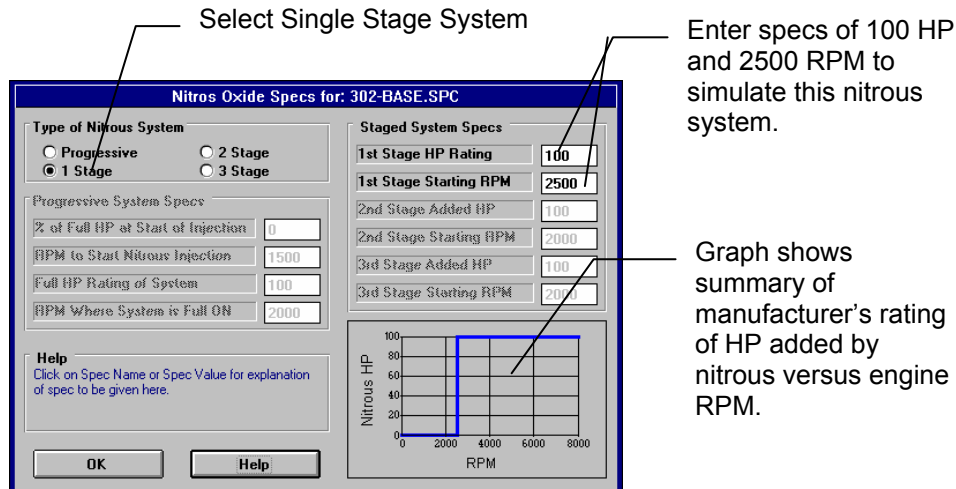 Select Single Stage System
Enter specs of 100 HP
and 2500 RPM to
simulate this nitrous
system.
Nitros Oxide Specs for: 302-BASE.SPC
Type of Nitrous System
Progressive
2 Stage
1 Stage
3 Stage
Progressive System Specs
% of Full HP at Start of Injection
0
RPM to Start Nitrous Injection
1500
Full HP Rating of System
100
RPM Where System is Full ON
2000
Help
Click on Spec Name or Spec Value for explanation
of spec to be given here.
OK
Help
Staged System Specs
1st Stage HP Rating
100
1st Stage Starting RPM
2500
2nd Stage Added HP
100
2nd Stage Starting RPM
2000
3rd Stage Added HP
100
3rd Stage Starting RPM
2000
Nitrous HP
100
80
60
40
20
0
0 2000 4000 6000 8000
RPM
Graph shows
summary of
manufacturer’s rating
of HP added by
nitrous versus engine
RPM.